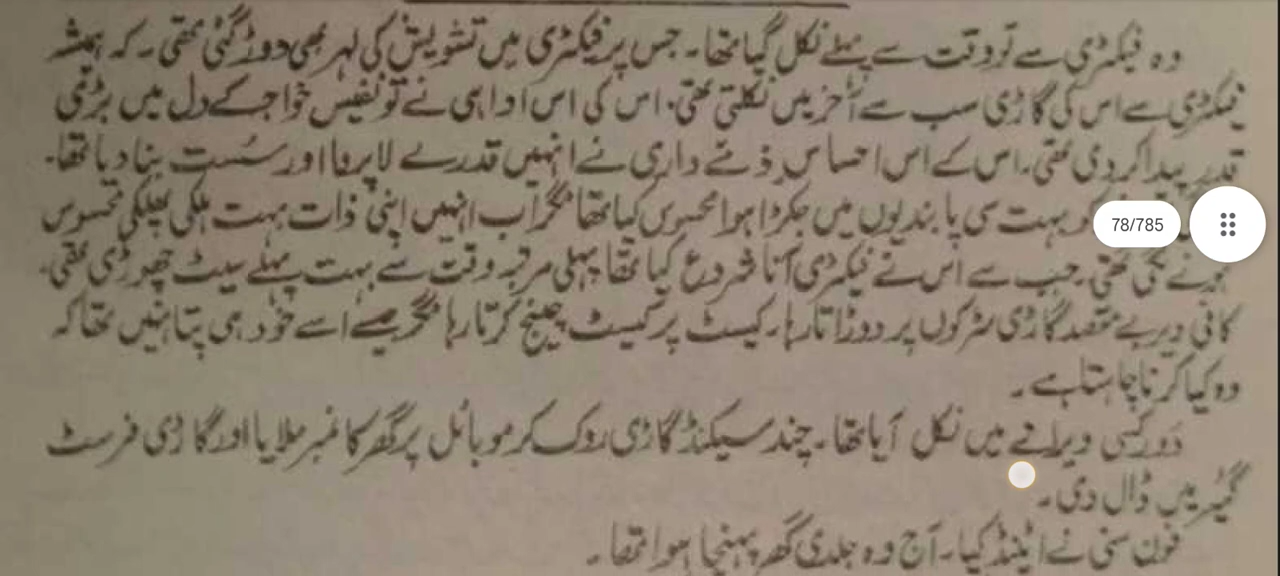 وہ فیکٹری سے تو وقت سے پہلے نکل گیا تھا۔ جس پر فیکٹری میں تشویش کی لہر بھی دوڑ گئی تھی۔ کہ ہمیشہ
فیکٹری سے اس کی گاڑی سب سے آخر میں نکلتی تھی۔ اس کی اس ادا ہی نے تو نفیس خواجہ کے دل میں بڑی
قدر پیدا کر دی تھی۔ اس کے اس احساس ذمے داری نے انہیں قدرے لاپروا اور سُست بنا دیا تھا۔
کو بہت سی پابندیوں میں جکڑا ہوا محسوس کیا تھا مگر اب انہیں اپنی ذات بہت ہلکی پھلکی محسوس
78/785
ہونے لگی تھی۔ جب سے اس نے فیکٹری آنا شروع کیا تھا پہلی مرتبہ وقت سے بہت پہلے سیٹ چھوڑی تھی۔
کافی دیر بے مقصد گاڑی سڑکوں پر دوڑاتا رہا۔ کیسٹ پر کیسٹ چینج کرتا رہا مگر جیسے اسے خود ہی پتا نہیں تھا کہ
وہ کیا کرنا چاہتا ہے۔
دور کسی ویرانے میں نکل آیا تھا۔ چند سیکنڈ گاڑی روک کر موبائل پر گھر کا نمبر ملایا اور گاڑی فرسٹ
گیئر میں ڈال دی۔
فون سنی نے اٹینڈ کیا۔ آج وہ جلدی گھر پہنچا ہوا تھا۔